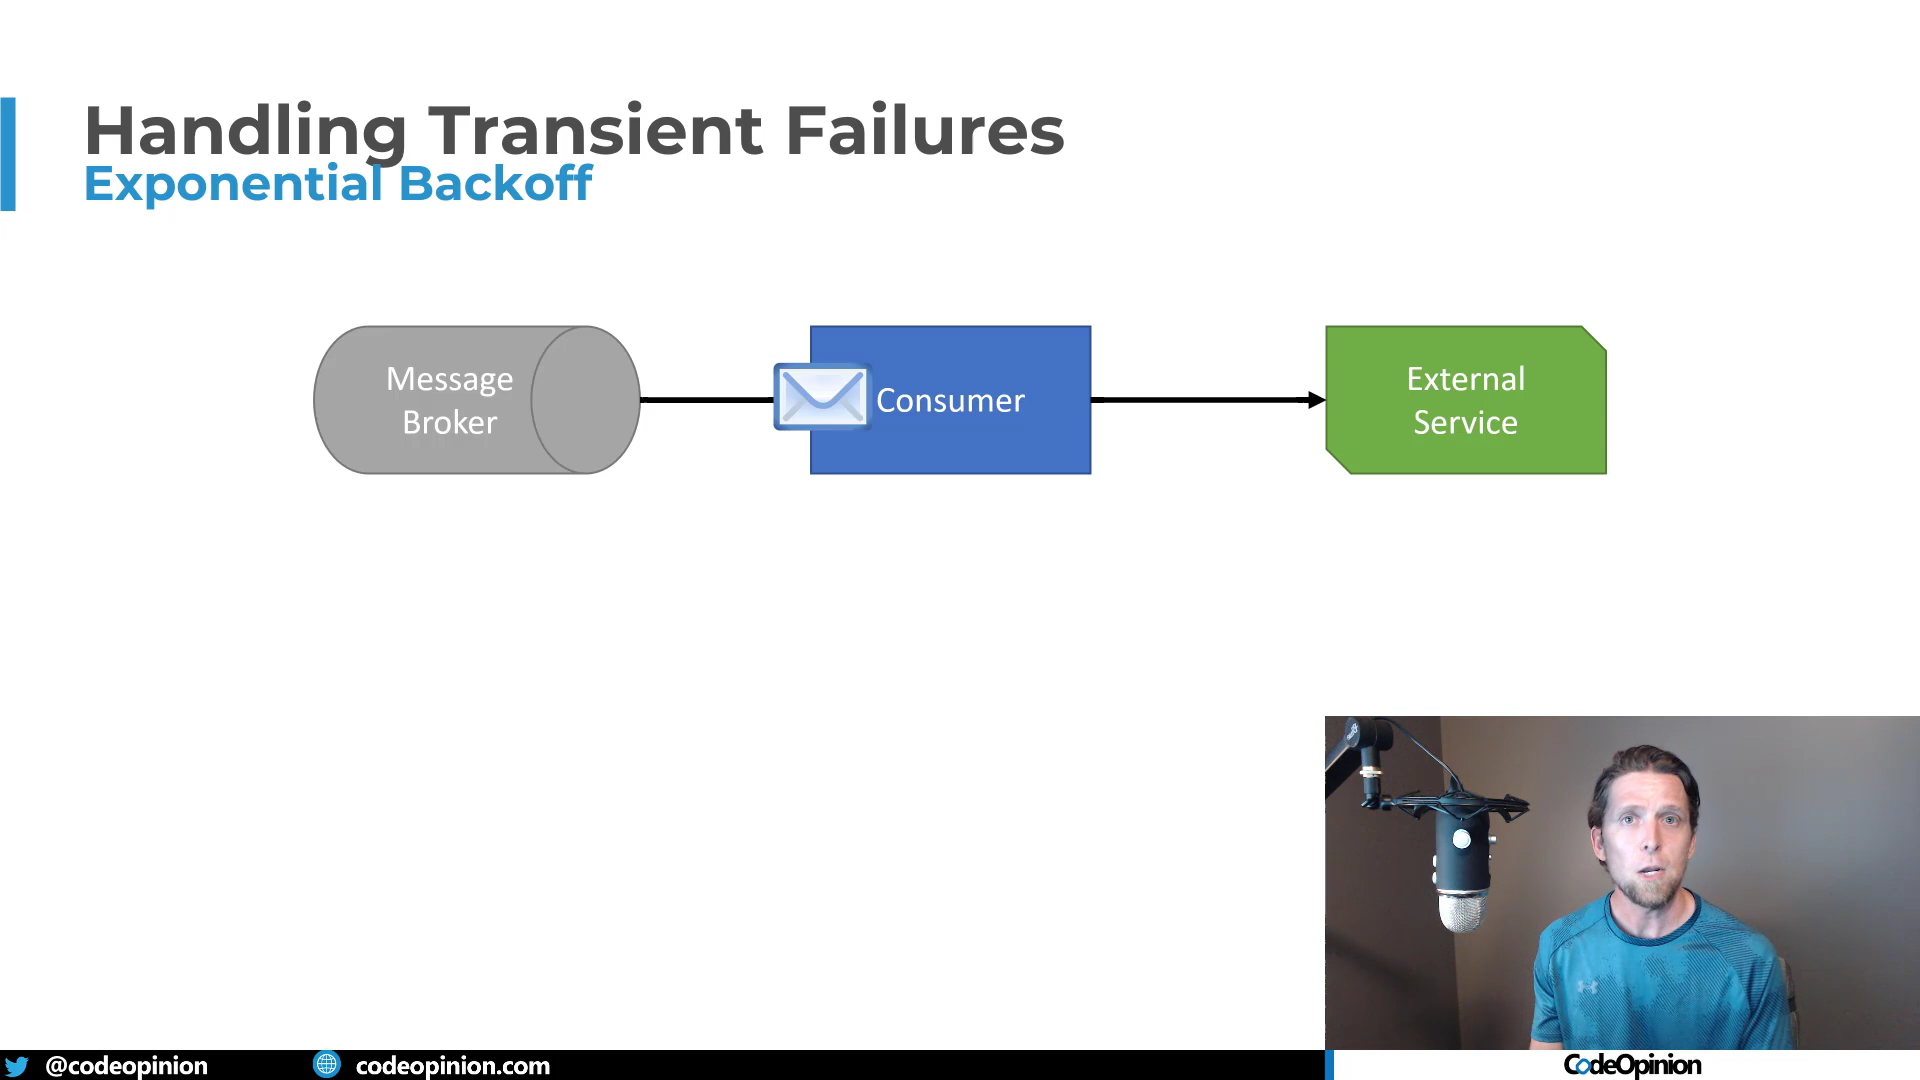 Handling Transient Failures
Exponential Backoff
Message
Broker
Consumer
External
Service
@codeopinion
codeopinion.com
CodeOpinion